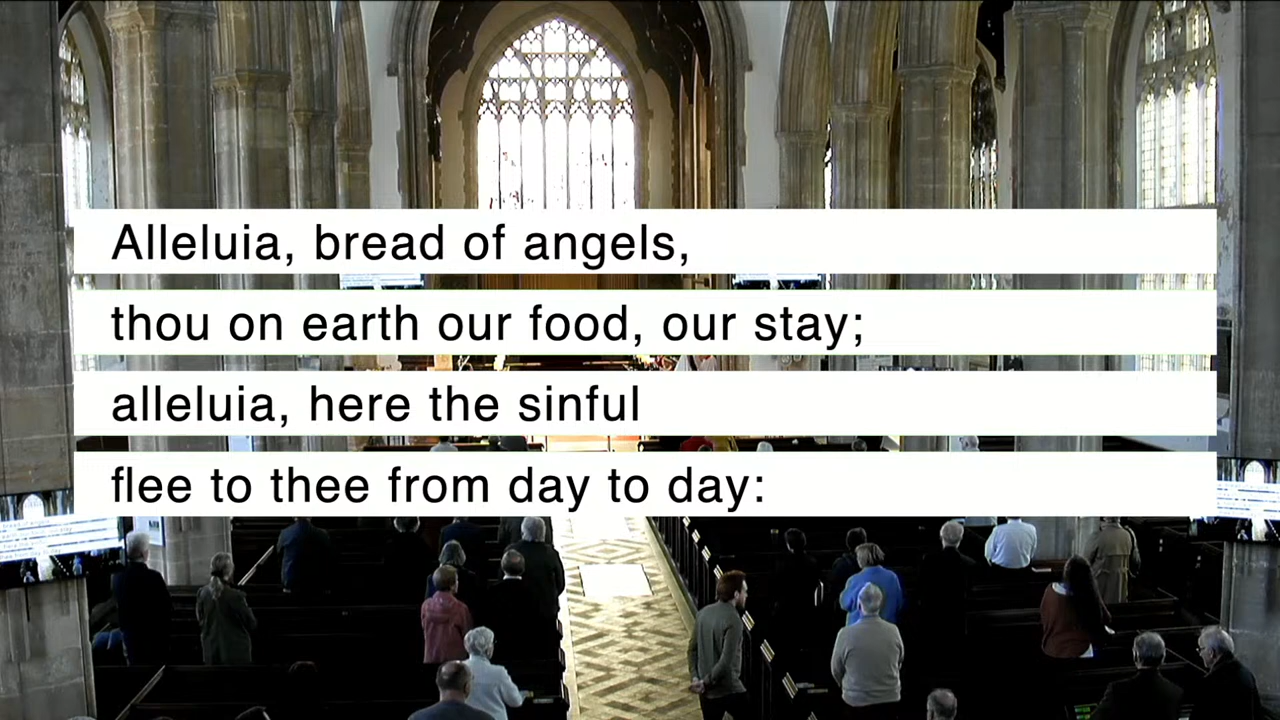 Alleluia, bread of angels,
thou on earth our food, our stay;
alleluia, here the sinful
flee to thee from day to day: